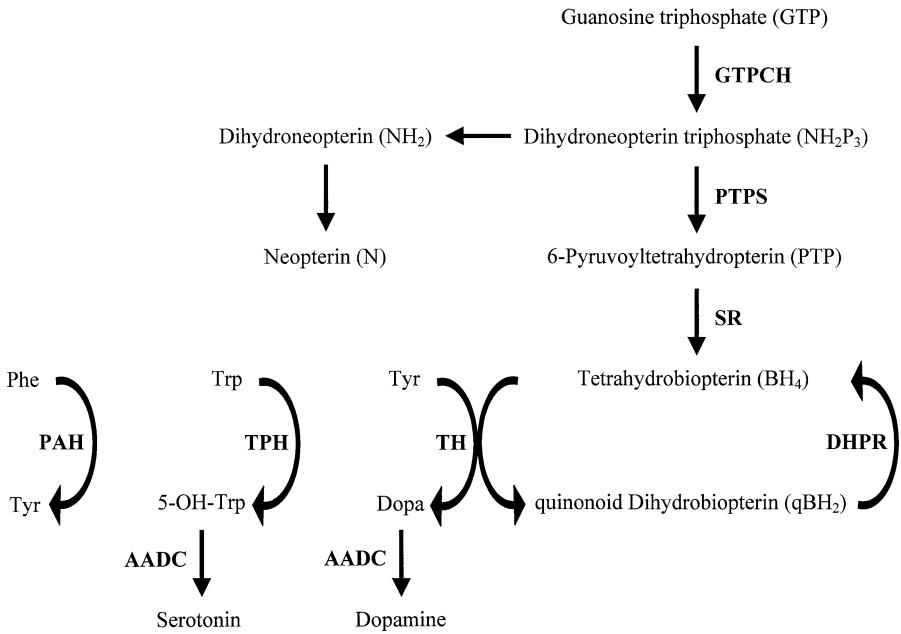 Guanosine triphosphate (GTP)
GTPCH
Dihydroneopterin (NH₂) Dihydroneopterin triphosphate (NH₂P₃)
PTPS
Neopterin (N) 6-Pyruvoyltetrahydropterin (PTP)
SR
Phe Trp Tyr Tetrahydrobiopterin (BH₄)
PAH TPH TH DHPR
Tyr 5-OH-Trp Dopa quinonoid Dihydrobiopterin (qBH₂)
AADC AADC
Serotonin Dopamine